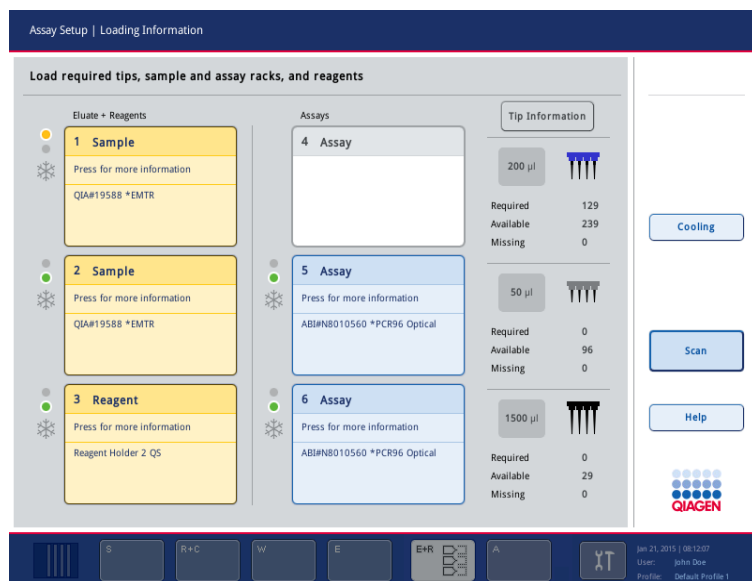 Assay Setup | Loading Information
Load required tips, sample and assay racks, and reagents
Eluate + Reagents
Assays
Tip Information
1 Sample
Press for more information
QIA#19588 *EMTR
4 Assay
200 µl
Required 129
Available 239
Missing 0
2 Sample
Press for more information
QIA#19588 *EMTR
5 Assay
Press for more information
ABI#N8010560 *PCR96 Optical
50 µl
Required 0
Available 96
Missing 0
3 Reagent
Press for more information
Reagent Holder 2 QS
6 Assay
Press for more information
ABI#N8010560 *PCR96 Optical
1500 µl
Required 0
Available 29
Missing 0
Cooling
Scan
Help
QIAGEN
S
R+C
W
E
E+R
A
Jan 21, 2015 | 08:12:07
User: John Doe
Profile: Default Profile 1